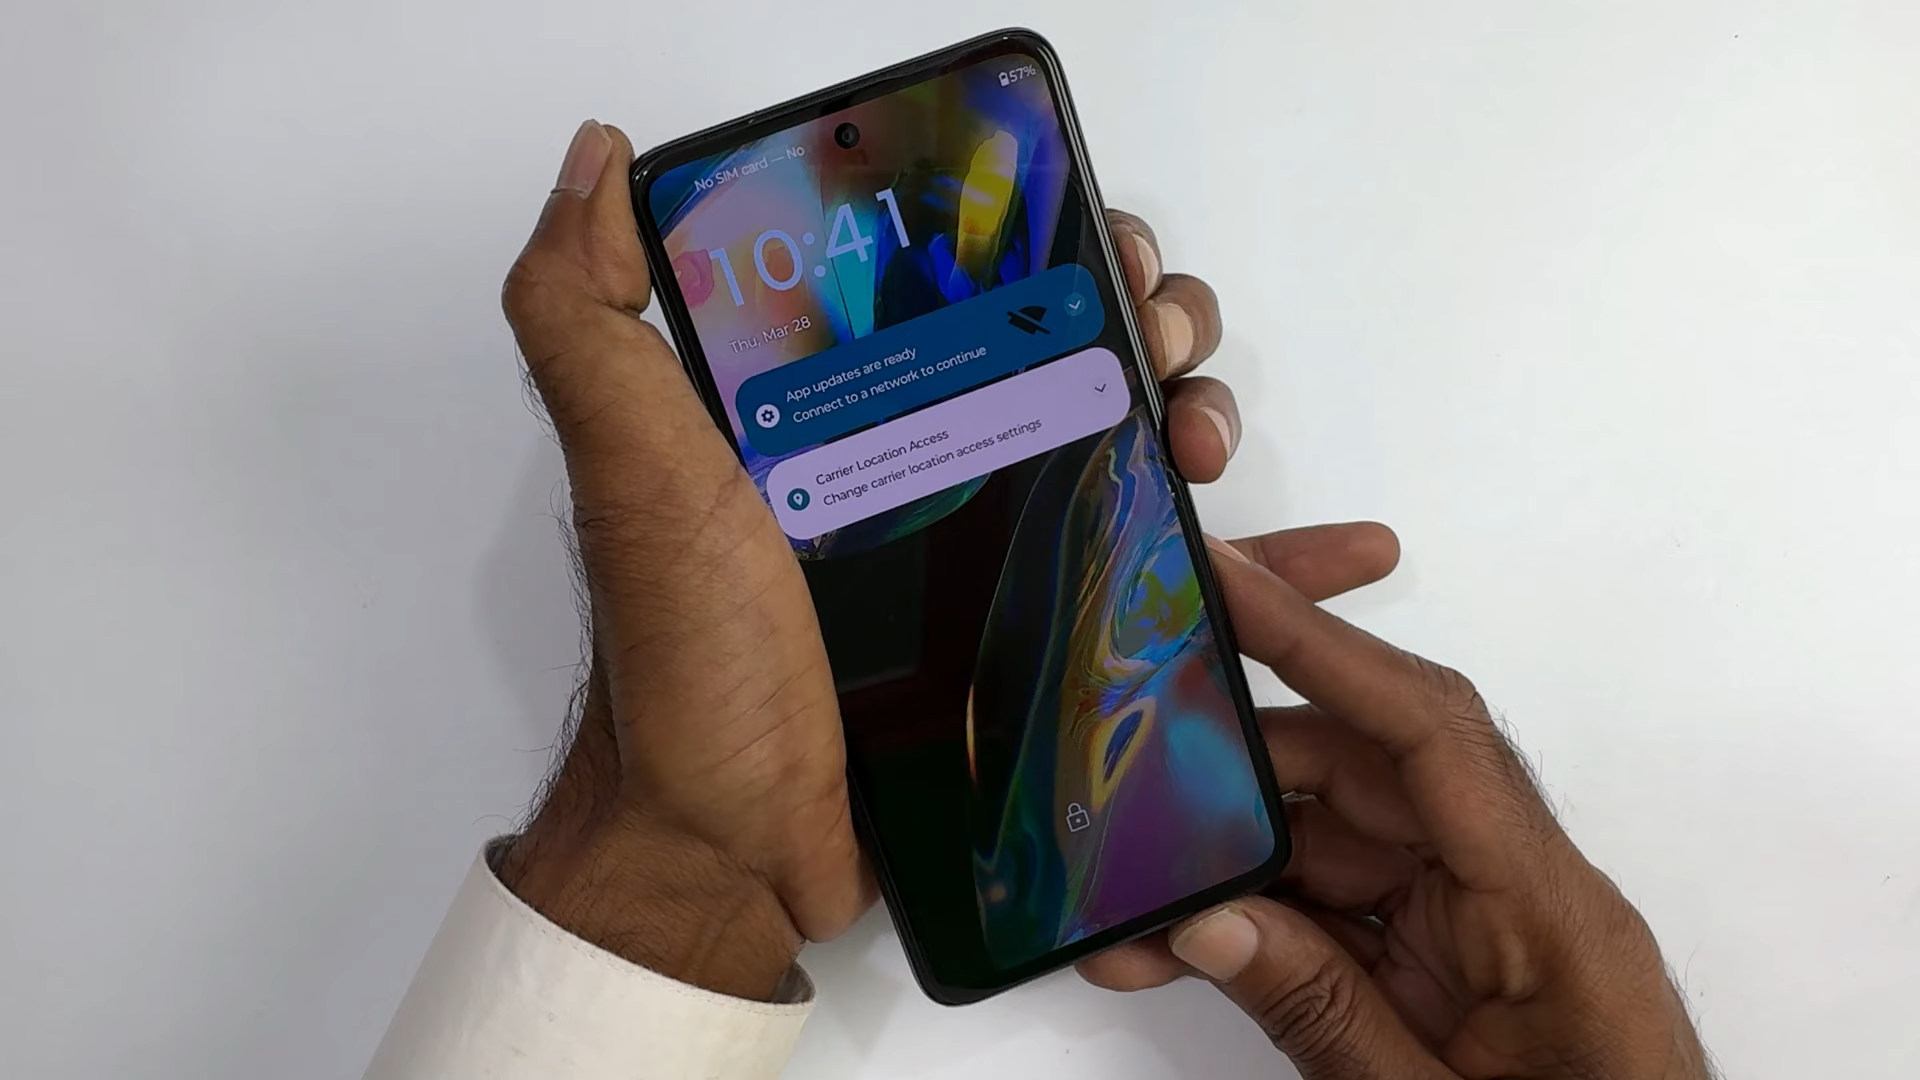 57%
No SIM card — No
10:41
Thu, Mar 28
App updates are ready
Connect to a network to continue
Carrier Location Access
Change carrier location access settings